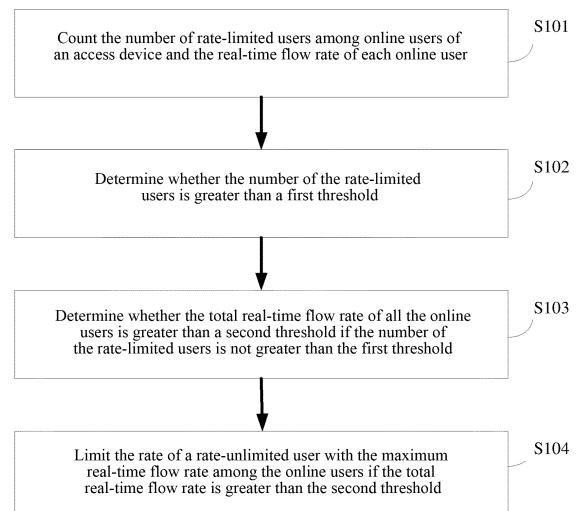 Count the number of rate-limited users among online users of
an access device and the real-time flow rate of each online user
S101
Determine whether the number of the rate-limited
users is greater than a first threshold
S102
Determine whether the total real-time flow rate of all the online
users is greater than a second threshold if the number of
the rate-limited users is not greater than the first threshold
S103
Limit the rate of a rate-unlimited user with the maximum
real-time flow rate among the online users if the total
real-time flow rate is greater than the second threshold
S104